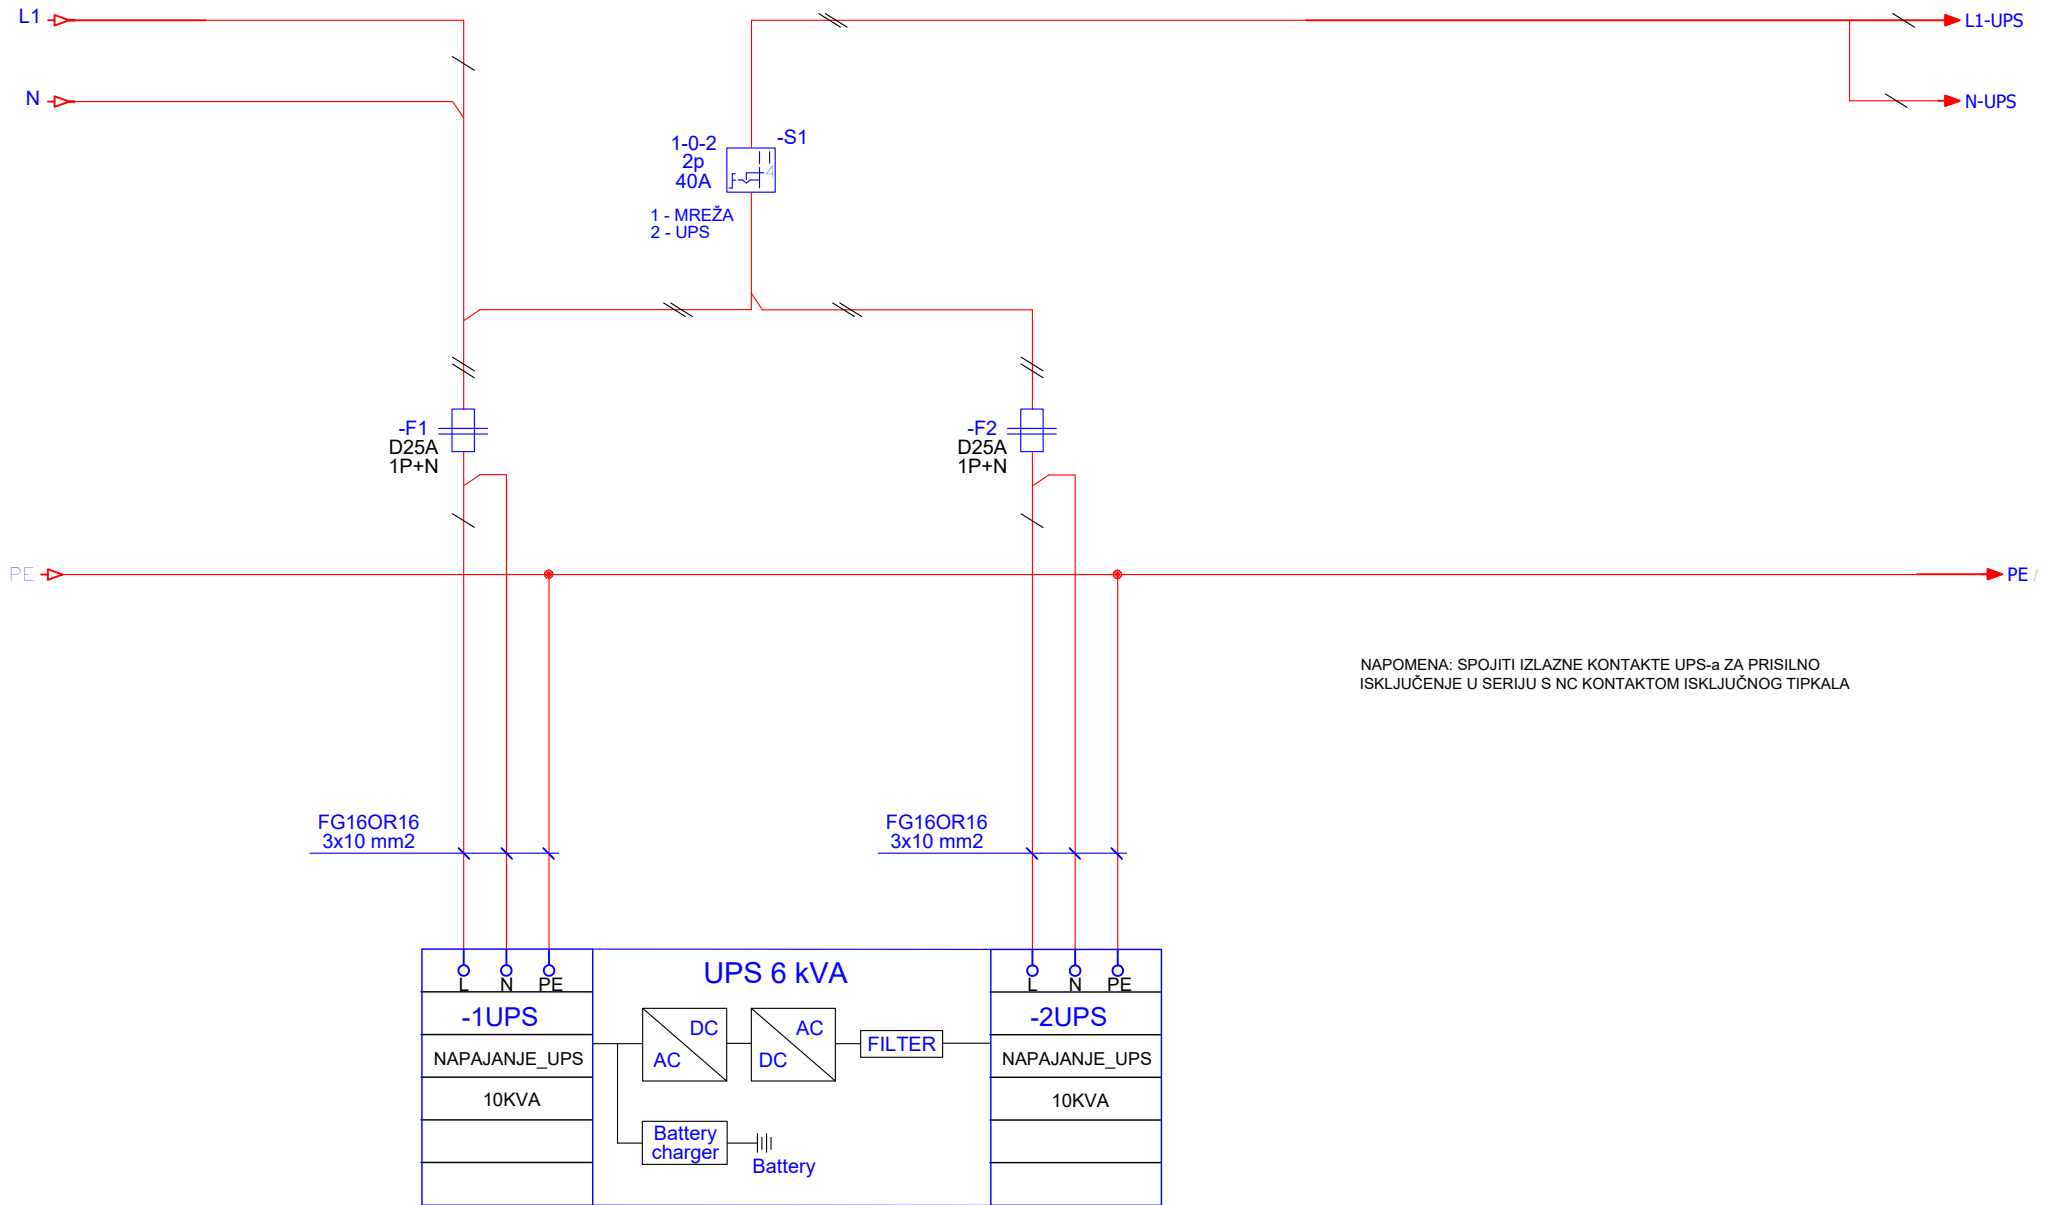 L1
L1-UPS
N
N-UPS
1-0-2
2p
40A
-S1
4
1 - MREŽA
2 - UPS
-F1
D25A
1P+N
-F2
D25A
1P+N
PE
PE /
NAPOMENA: SPOJITI IZLAZNE KONTAKTE UPS-a ZA PRISILNO
ISKLJUČENJE U SERIJU S NC KONTAKTOM ISKLJUČNOG TIPKALA
FG16OR16
3x10 mm2
FG16OR16
3x10 mm2
L N PE
UPS 6 kVA
L N PE
-1UPS
DC
AC
AC
DC
FILTER
-2UPS
NAPAJANJE_UPS
NAPAJANJE_UPS
10KVA
10KVA
Battery
charger
Battery